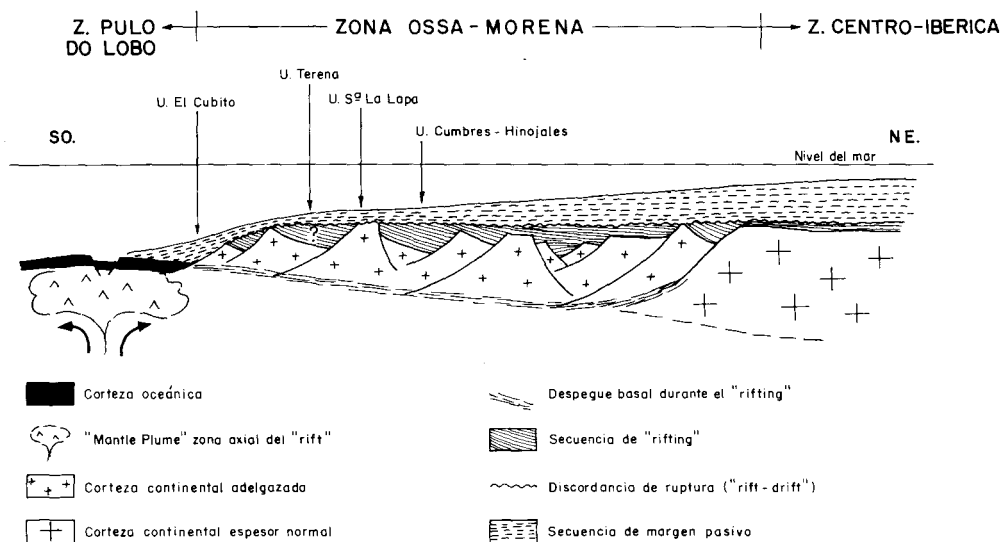 Z. PULO
DO LOBO
ZONA OSSA-MORENA
Z. CENTRO-IBERICA
U. Terena
U. El Cubito
U. Sª La Lapa
U. Cumbres - Hinojales
SO.
NE.
Nivel del mar
?
Corteza oceánica
"Mantle Plume" zona axial del "rift"
Corteza continental adelgazada
Corteza continental espesor normal
Despegue basal durante el "rifting"
Secuencia de "rifting"
Discordancia de ruptura ("rift-drift")
Secuencia de margen pasivo